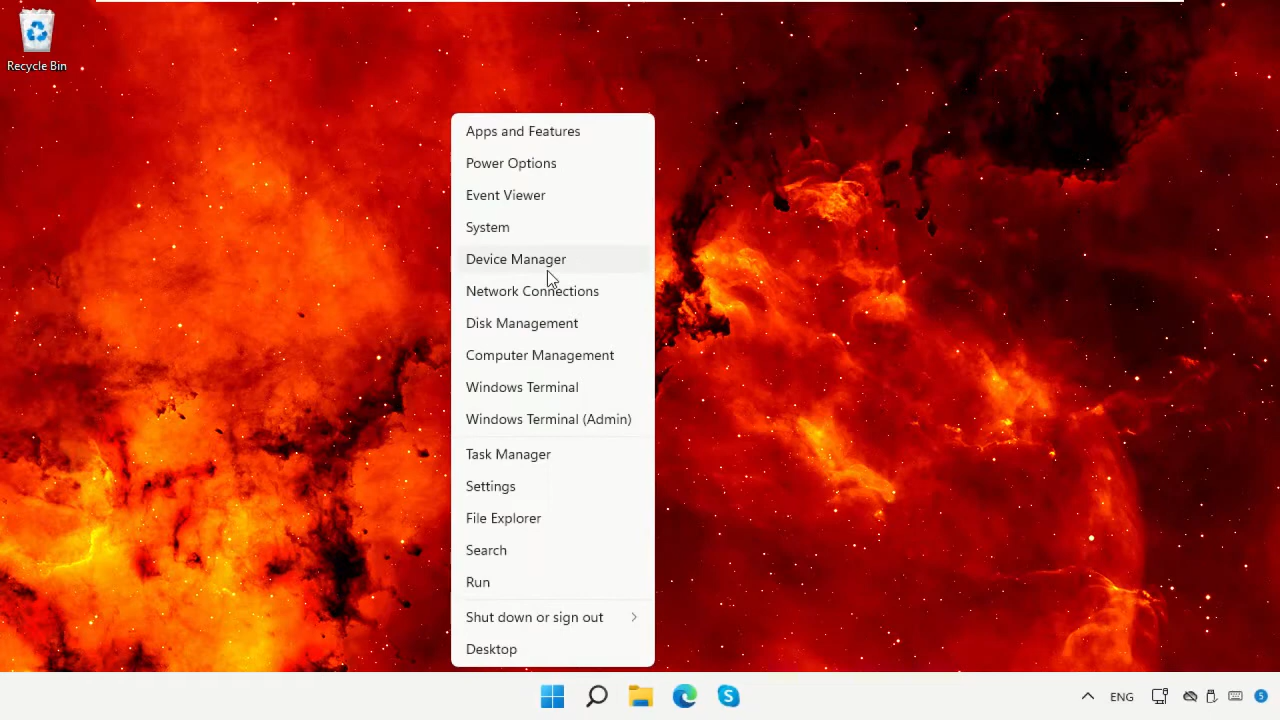 Recycle Bin
Apps and Features
Power Options
Event Viewer
System
Device Manager
Network Connections
Disk Management
Computer Management
Windows Terminal
Windows Terminal (Admin)
Task Manager
Settings
File Explorer
Search
Run
Shut down or sign out
Desktop
S
ENG
5